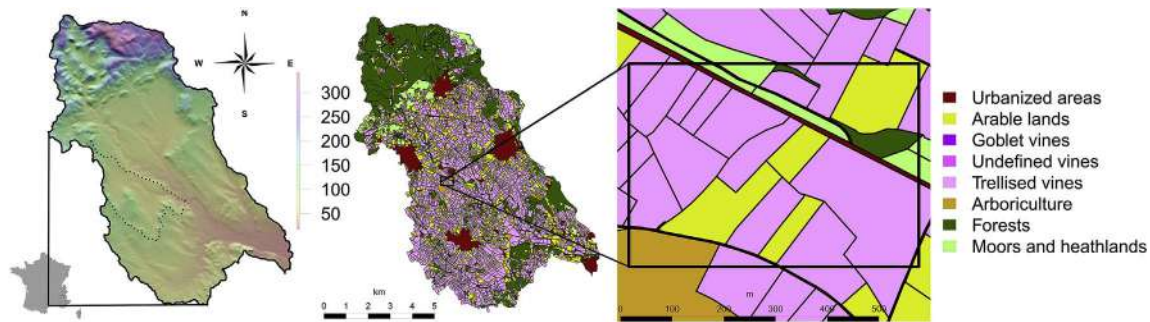 N
W E
S
300
250
200
150
100
50
km
0 1 2 3 4 5
m
0 100 200 300 400 500
Urbanized areas
Arable lands
Goblet vines
Undefined vines
Trellised vines
Arboriculture
Forests
Moors and heathlands